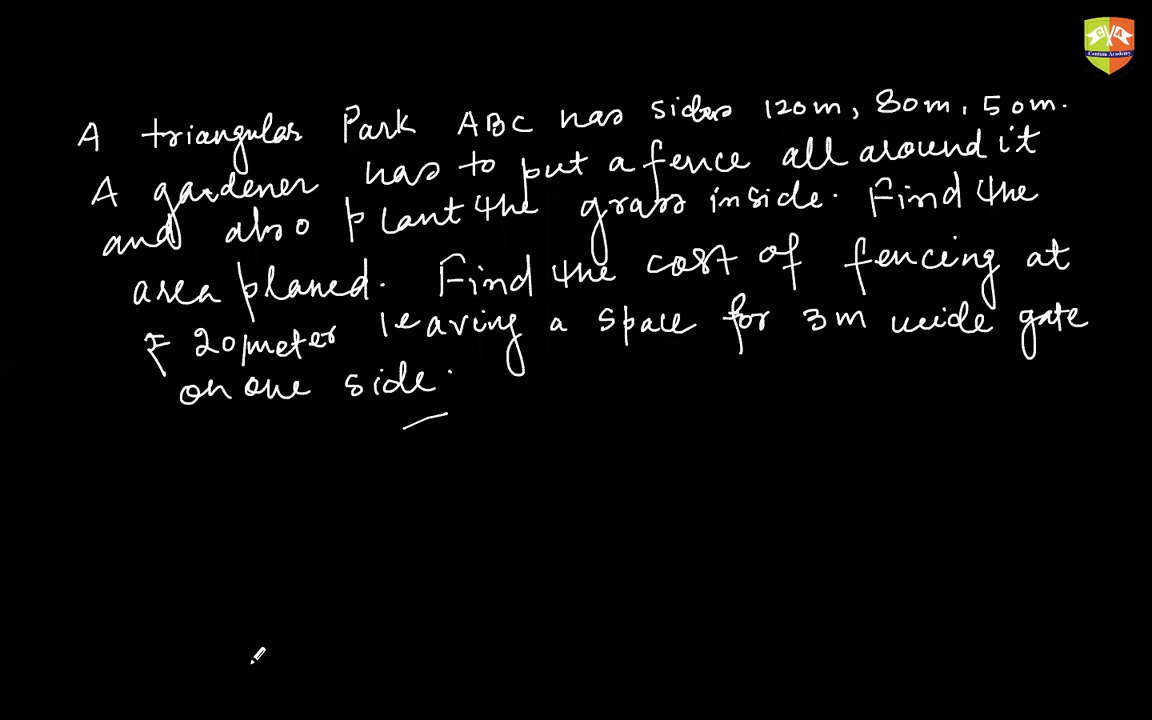 A triangular Park ABC has sides 120m, 80m, 50m.
A gardener has to put a fence all around it
and also plant the grass inside. Find the
area planed. Find the cost of fencing at
₹ 20/meter leaving a space for 3m wide gate
on one side.
Centum Academy